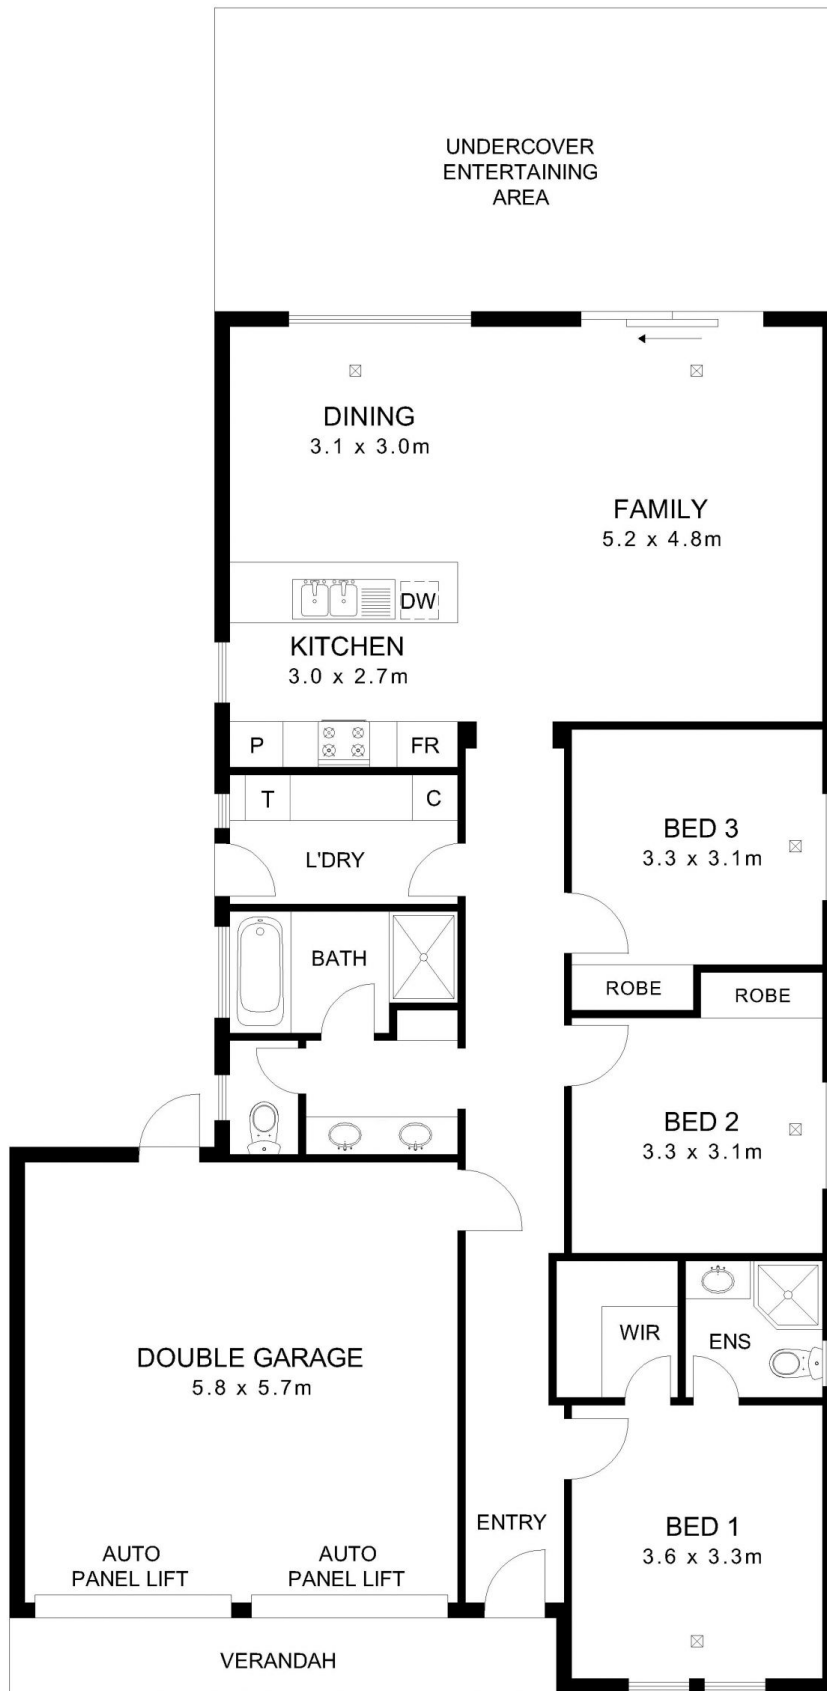 UNDERCOVER
ENTERTAINING
AREA
DINING
3.1 x 3.0m
FAMILY
5.2 x 4.8m
DW
KITCHEN
3.0 x 2.7m
P
FR
T
C
L'DRY
BED 3
3.3 x 3.1m
BATH
ROBE
ROBE
BED 2
3.3 x 3.1m
WIR
ENS
DOUBLE GARAGE
5.8 x 5.7m
ENTRY
BED 1
3.6 x 3.3m
AUTO
PANEL LIFT
AUTO
PANEL LIFT
VERANDAH